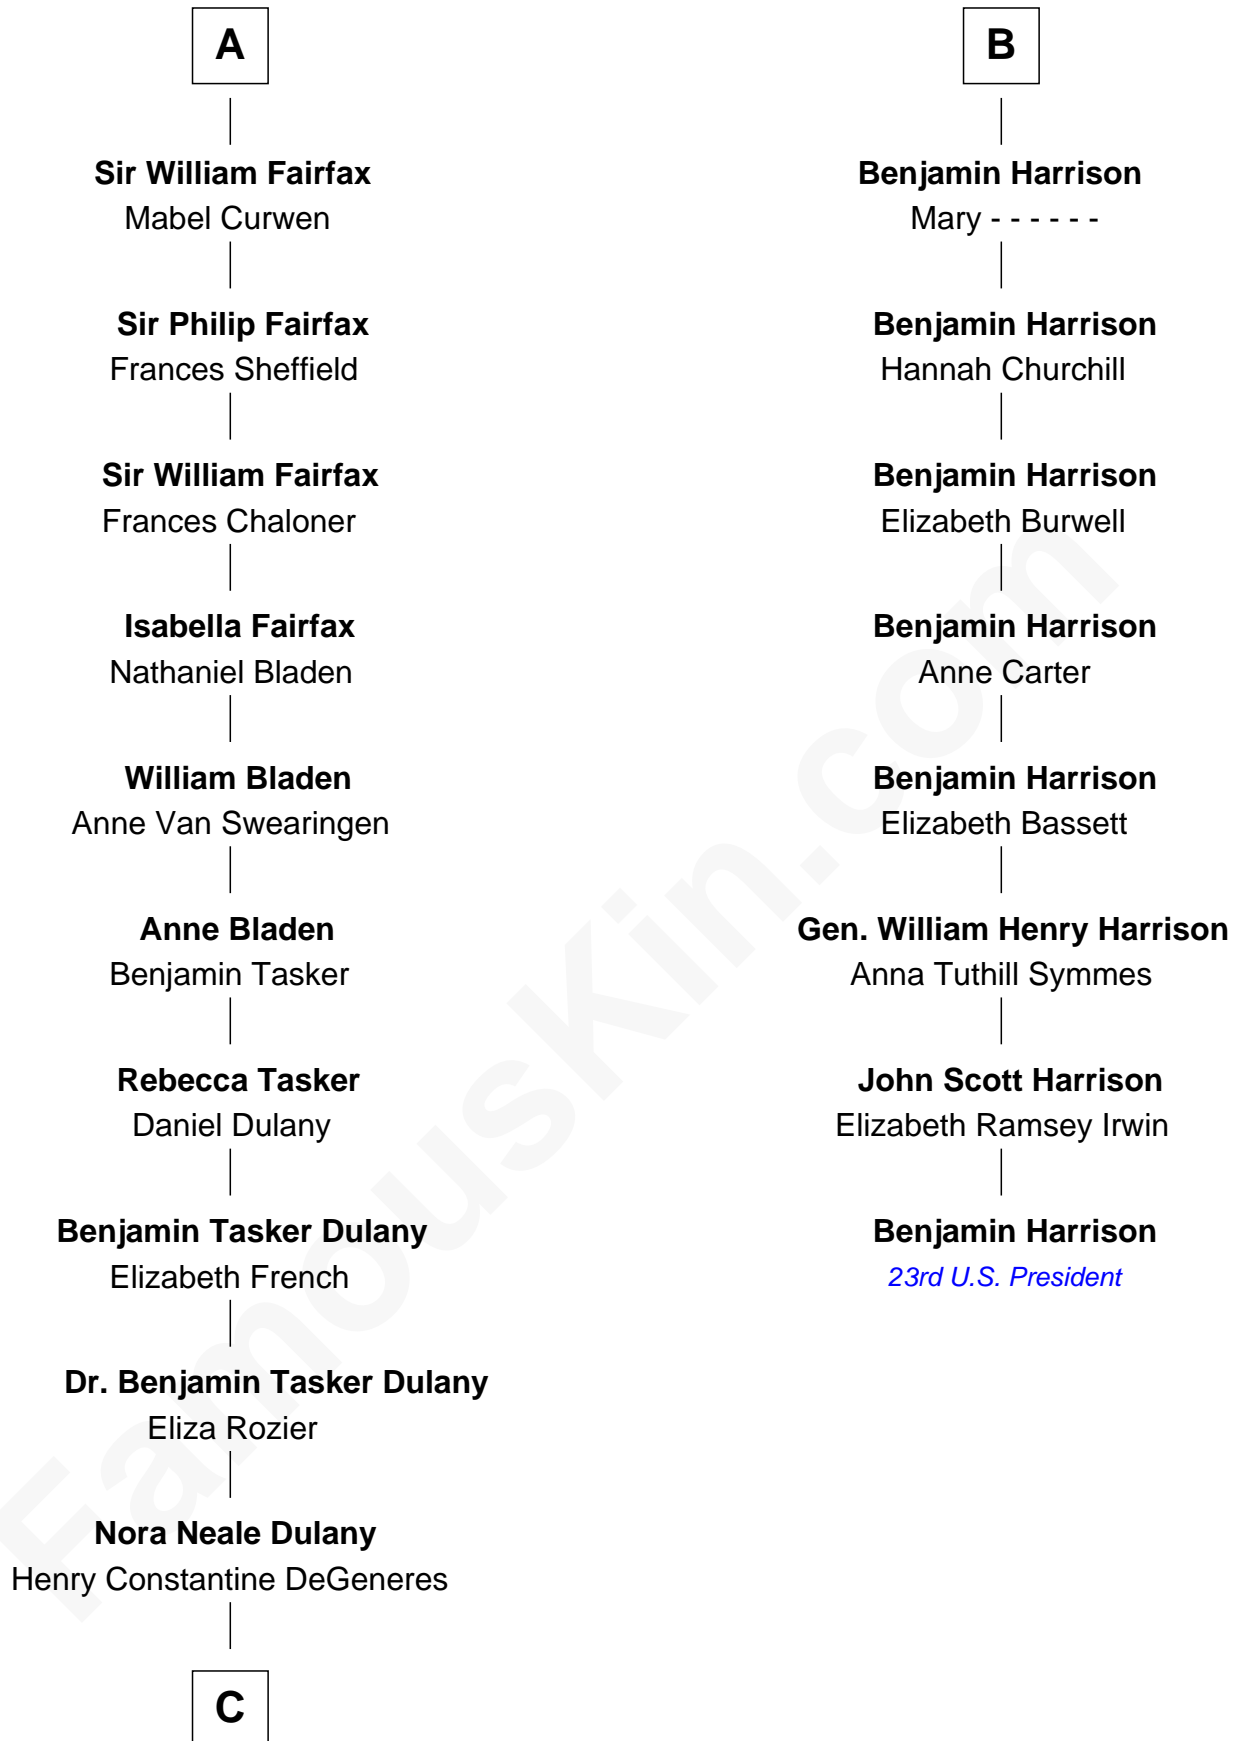 A
Sir William Fairfax
Mabel Curwen
Sir Philip Fairfax
Frances Sheffield
Sir William Fairfax
Frances Chaloner
Isabella Fairfax
Nathaniel Bladen
William Bladen
Anne Van Swearingen
Anne Bladen
Benjamin Tasker
Rebecca Tasker
Daniel Dulany
Benjamin Tasker Dulany
Elizabeth French
Dr. Benjamin Tasker Dulany
Eliza Rozier
Nora Neale Dulany
Henry Constantine DeGeneres
C
B
Benjamin Harrison
Mary - - - - - -
Benjamin Harrison
Hannah Churchill
Benjamin Harrison
Elizabeth Burwell
Benjamin Harrison
Anne Carter
Benjamin Harrison
Elizabeth Bassett
Gen. William Henry Harrison
Anna Tuthill Symmes
John Scott Harrison
Elizabeth Ramsey Irwin
Benjamin Harrison
23rd U.S. President
FamousKin.com